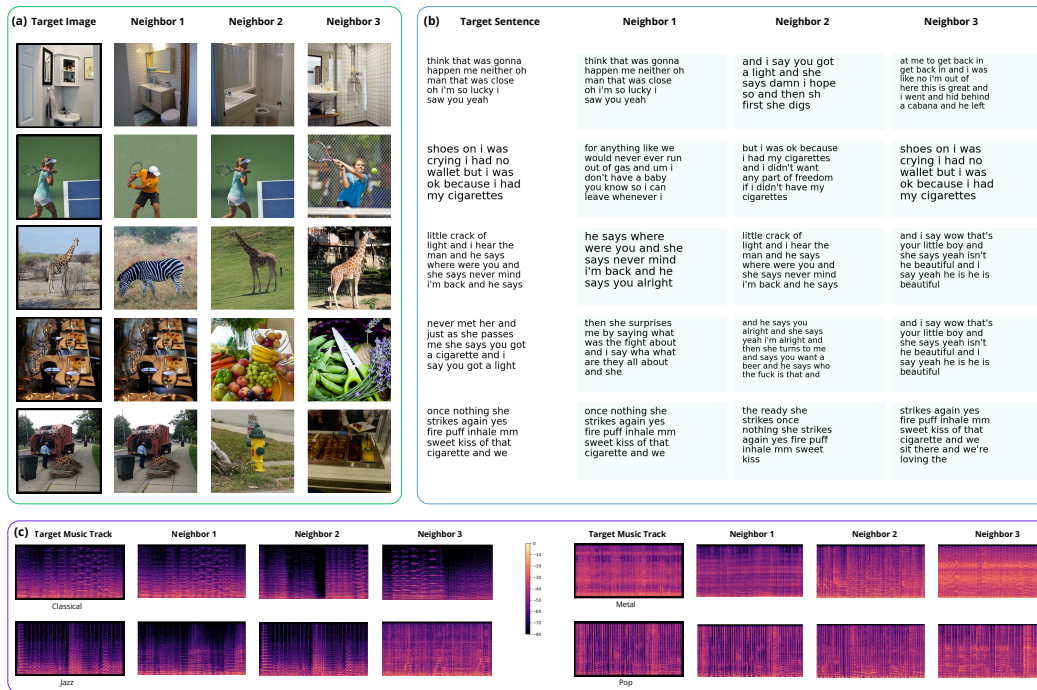 (a) Target Image Neighbor 1 Neighbor 2 Neighbor 3
(b) Target Sentence Neighbor 1 Neighbor 2 Neighbor 3
think that was gonna
happen me neither oh
man that was close
oh i'm so lucky i
saw you yeah
think that was gonna
happen me neither oh
man that was close
oh i'm so lucky i
saw you yeah
and i say you got
a light and she
says damn i hope
so and then sh
first she digs
at me to get back in
get back in and i was
like no i'm out of
here this is great and
i went and hid behind
a cabana and he left
shoes on i was
crying i had no
wallet but i was
ok because i had
my cigarettes
for anything like we
would never ever run
out of gas and um i
don't have a baby
you know so i can
leave whenever i
but i was ok because
i had my cigarettes
and i didn't want
any part of freedom
if i didn't have my
cigarettes
shoes on i was
crying i had no
wallet but i was
ok because i had
my cigarettes
little crack of
light and i hear the
man and he says
where were you and
she says never mind
i'm back and he says
he says where
were you and she
says never mind
i'm back and he
says you alright
little crack of
light and i hear the
man and he says
where were you and
she says never mind
i'm back and he says
and i say wow that's
your little boy and
she says yeah isn't
he beautiful and i
say yeah he is he is
beautiful
never met her and
just as she passes
me she says you got
a cigarette and i
say you got a light
then she surprises
me by saying what
was the fight about
and i say wha what
are they all about
and she
and he says you
alright and she says
yeah i'm alright and
then she turns to me
and says you want a
beer and he says who
the fuck is that and
and i say wow that's
your little boy and
she says yeah isn't
he beautiful and i
say yeah he is he is
beautiful
once nothing she
strikes again yes
fire puff inhale mm
sweet kiss of that
cigarette and we
once nothing she
strikes again yes
fire puff inhale mm
sweet kiss of that
cigarette and we
the ready she
strikes once
nothing she strikes
again yes fire puff
inhale mm sweet
kiss
strikes again yes
fire puff inhale mm
sweet kiss of that
cigarette and we
sit there and we're
loving the
(c) Target Music Track Neighbor 1 Neighbor 2 Neighbor 3
Target Music Track Neighbor 1 Neighbor 2 Neighbor 3
Classical
Metal
Jazz
Pop
0
-10
-20
-30
-40
-50
-60
-70
-80